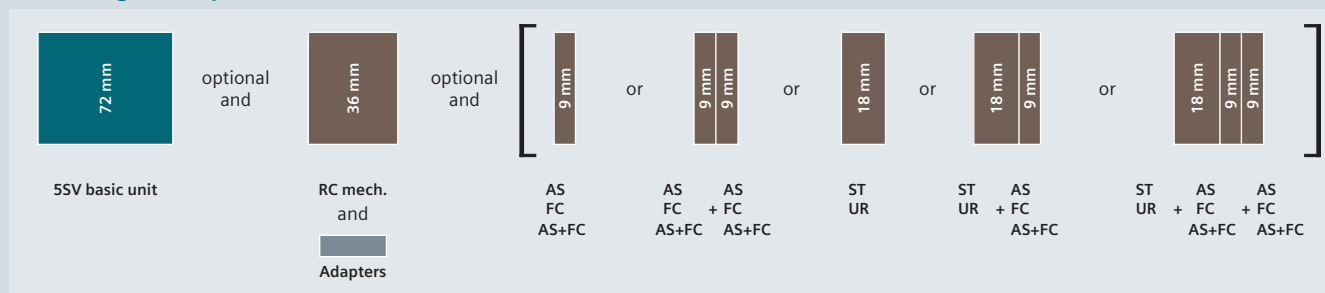 72 mm
optional
and
36 mm
optional
and
9 mm
or
9 mm
9 mm
or
18 mm
or
18 mm
9 mm
or
18 mm
9 mm
9 mm
5SV basic unit
RC mech.
and
Adapters
AS
FC
AS+FC
AS AS
FC + FC
AS+FC AS+FC
ST
UR
ST AS
UR + FC
AS+FC
ST AS AS
UR + FC + FC
AS+FC AS+FC